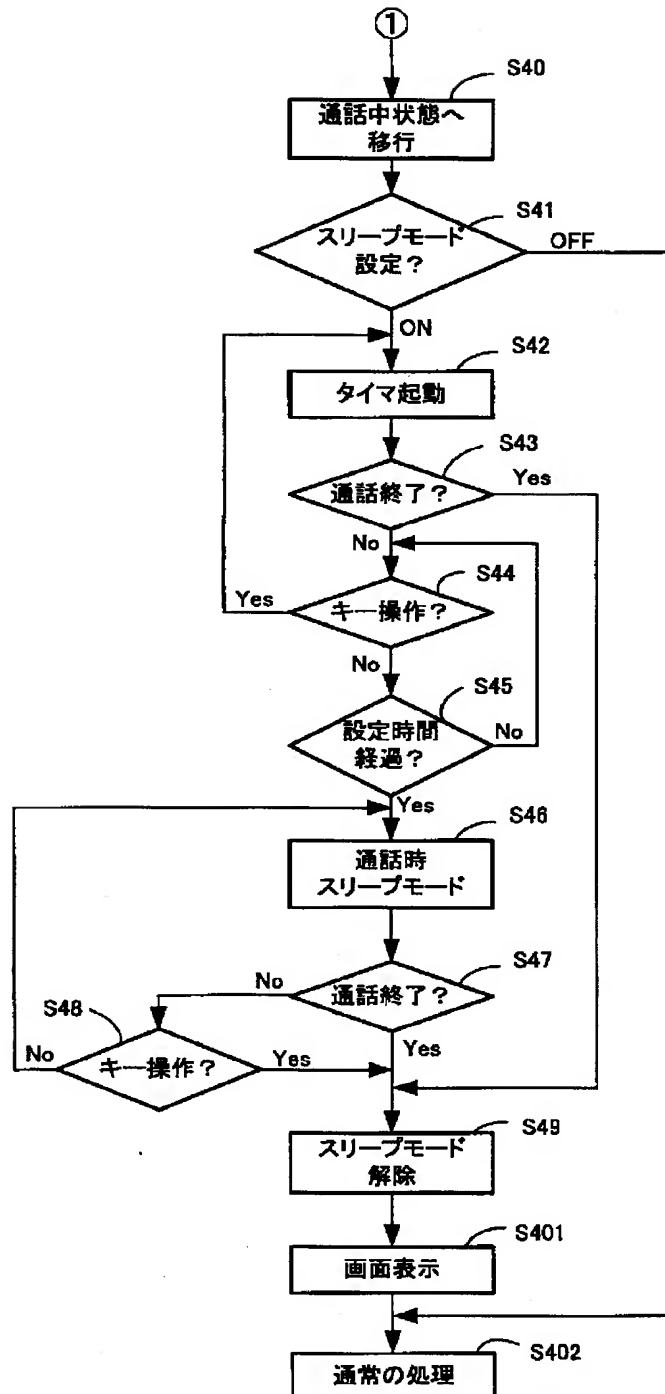 ①
S40
通話中状態へ
移行
S41
スリープモード
設定？
OFF
ON
S42
タイマ起動
S43
通話終了？
Yes
No
S44
キー操作？
Yes
No
S45
設定時間
経過？
No
Yes
S46
通話時
スリープモード
S47
通話終了？
No
Yes
S48
キー操作？
No
Yes
S49
スリープモード
解除
S401
画面表示
S402
通常の処理